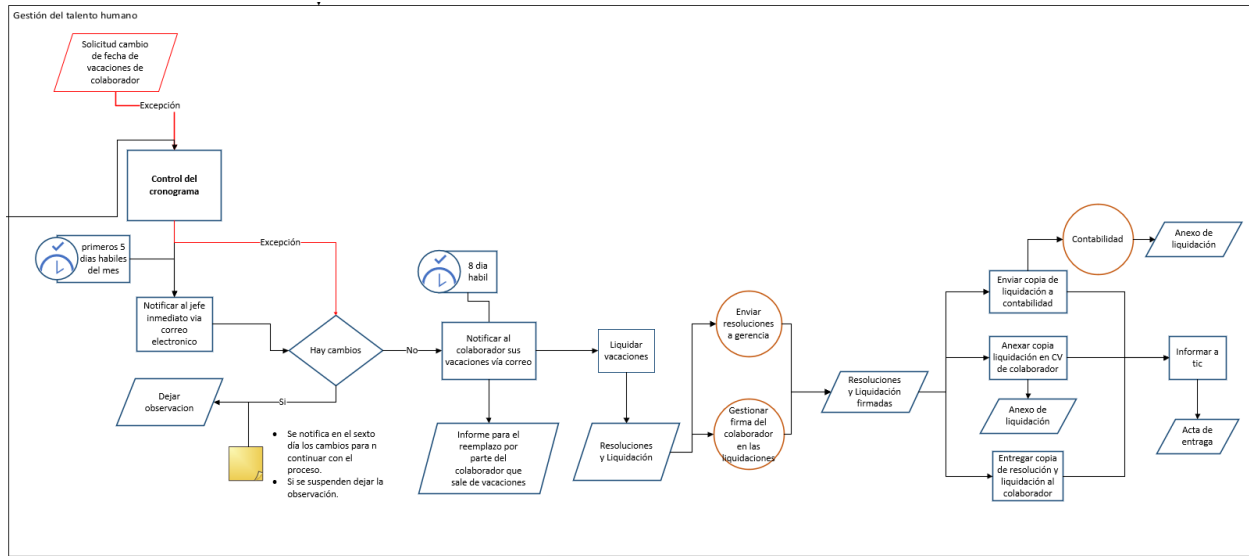 Gestión del talento humano
Solicitud cambio
de fecha de
vacaciones de
colaborador
Excepción
Control del
cronograma
primeros 5
dias habiles
del mes
Excepción
Notificar al jefe
inmediato via
correo
electronico
Hay cambios
No
Si
Dejar
observacion
• Se notifica en el sexto
día los cambios para n
continuar con el
proceso.
• Si se suspenden dejar la
observación.
8 dia
habil
Notificar al
colaborador sus
vacaciones vía correo
Informe para el
reemplazo por
parte del
colaborador que
sale de vacaciones
Liquidar
vacaciones
Resoluciones
y Liquidación
Enviar
resoluciones
a gerencia
Gestionar
firma del
colaborador
en las
liquidaciones
Resoluciones
y Liquidación
firmadas
Enviar copia de
liquidación a
contabilidad
Contabilidad
Anexo de
liquidación
Anexar copia
liquidación en CV
de colaborador
Anexo de
liquidación
Entregar copia
de resolución y
liquidación al
colaborador
Informar a
tic
Acta de
entraga